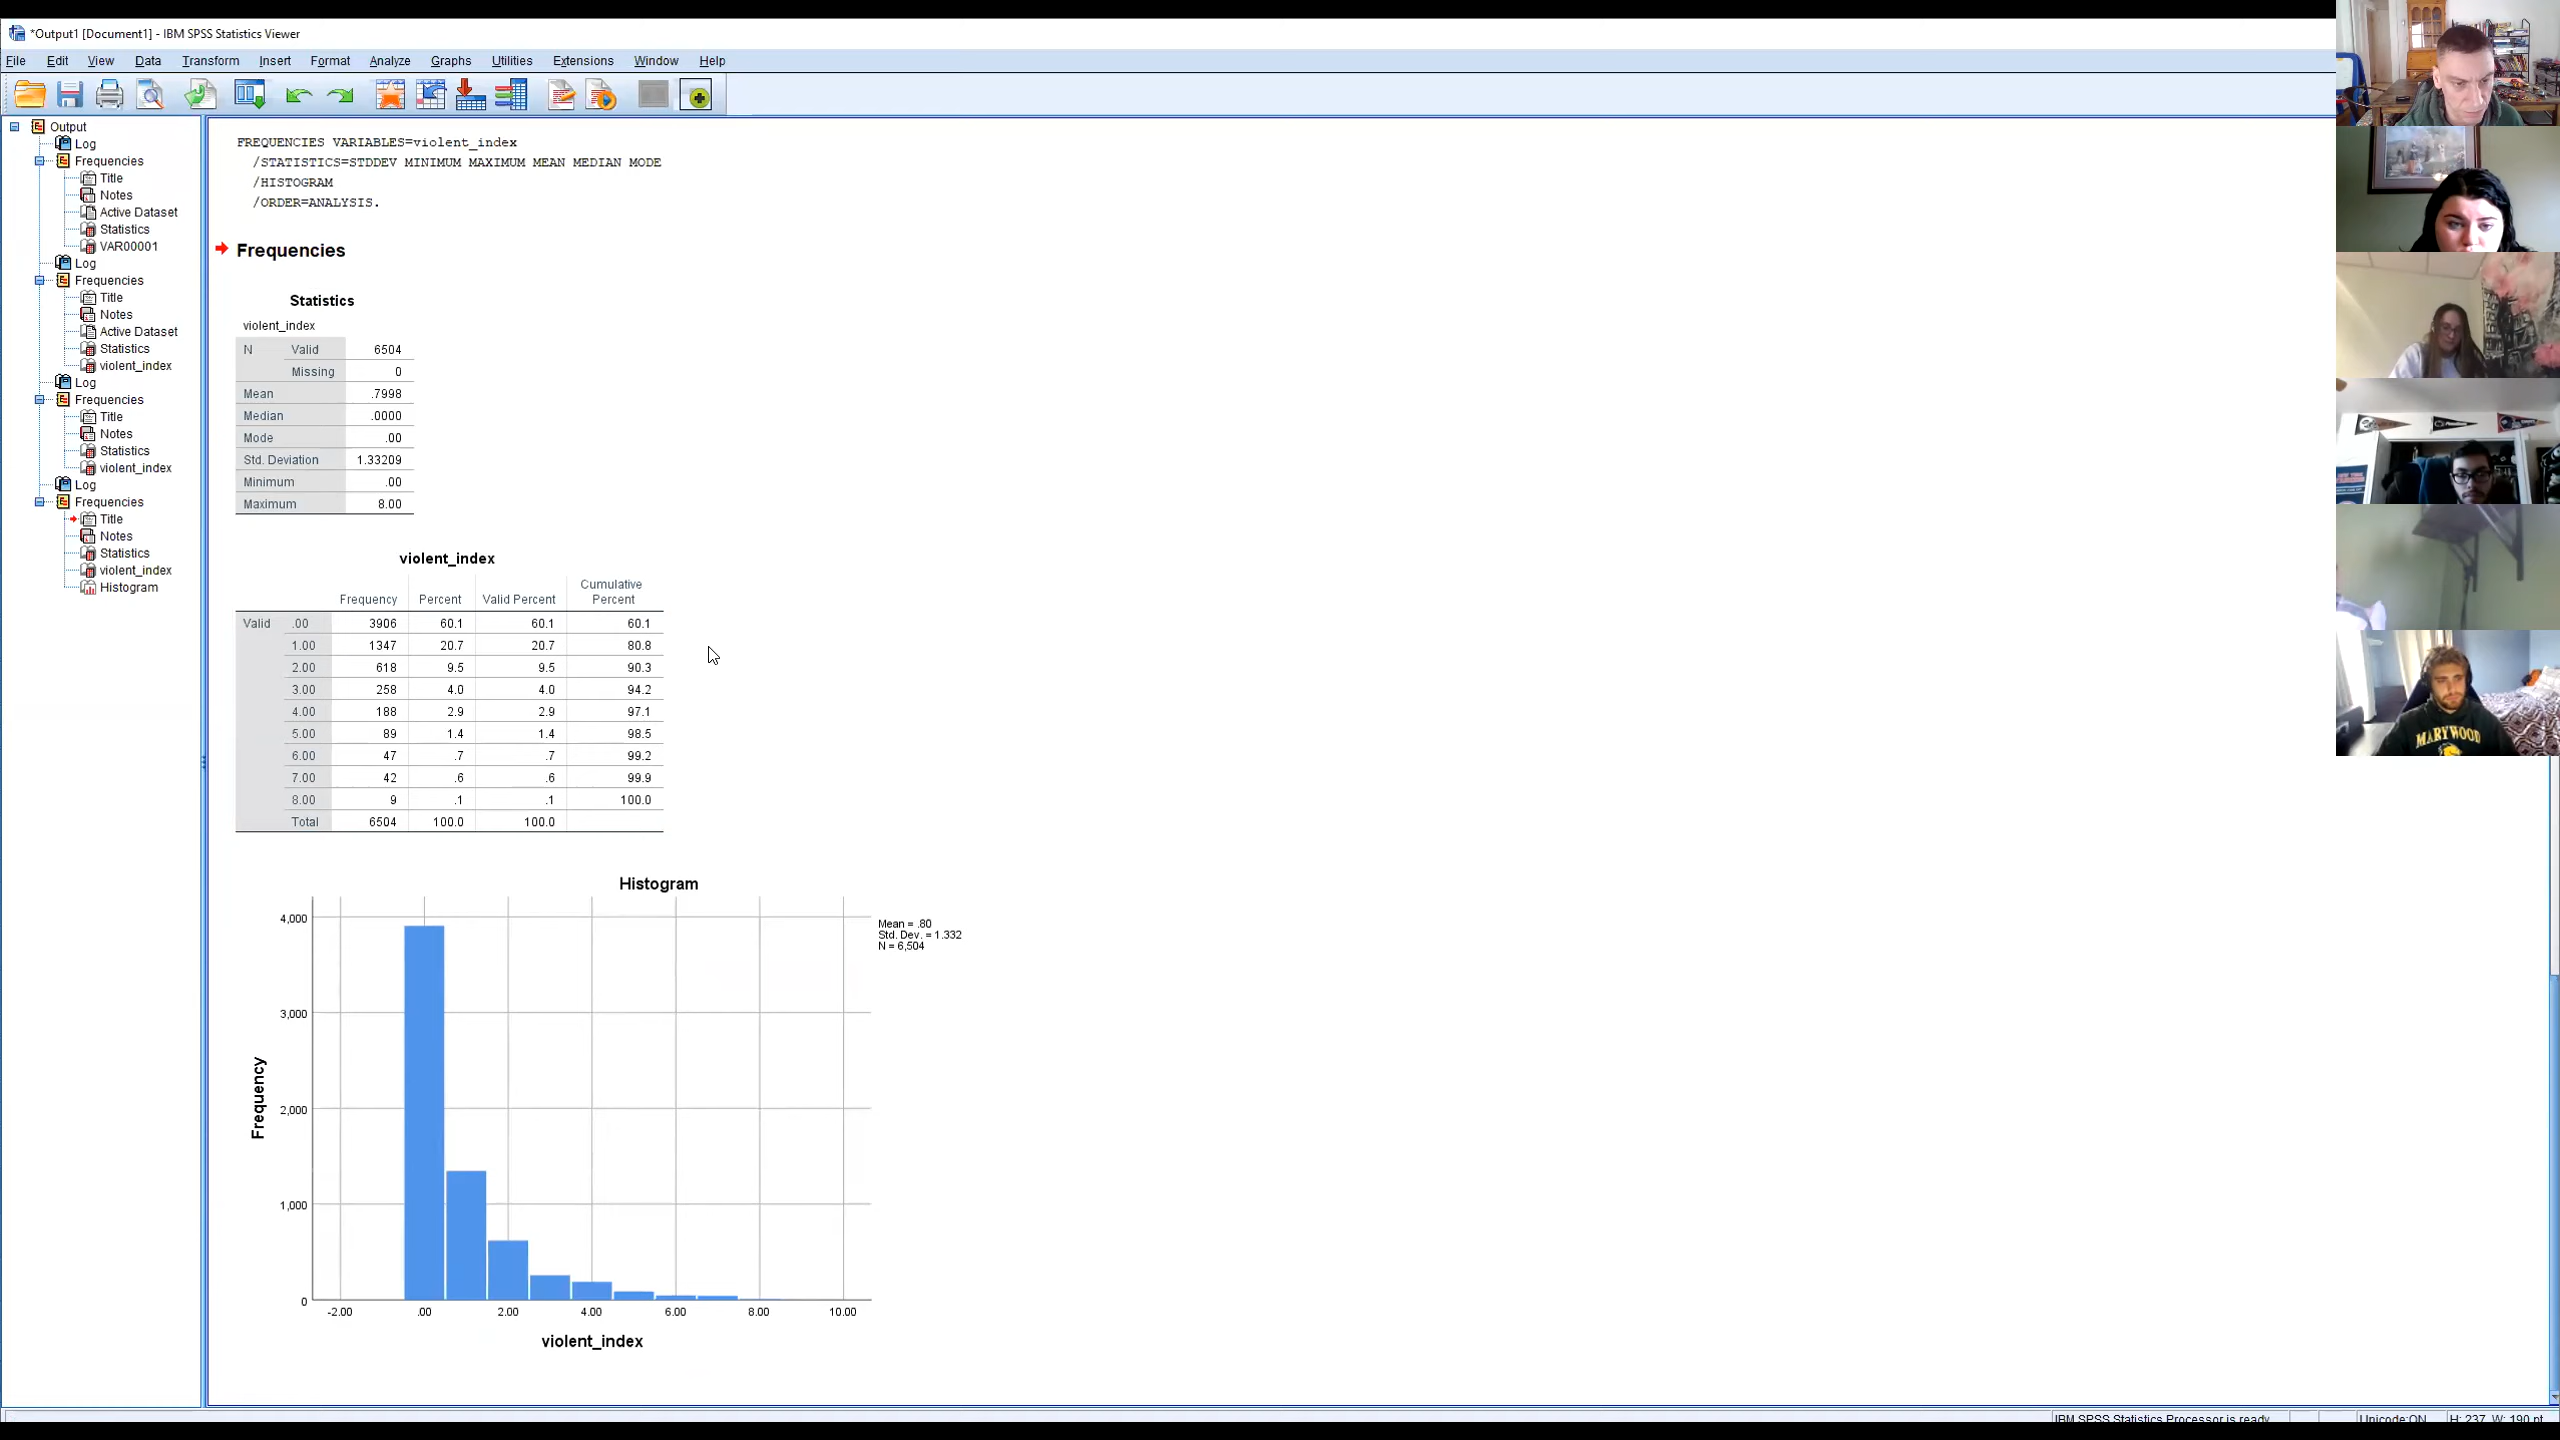 *Output1 [Document1] - IBM SPSS Statistics Viewer
File Edit View Data Transform Insert Format Analyze Graphs Utilities Extensions Window Help
Output
Log
Frequencies
Title
Notes
Active Dataset
Statistics
VAR00001
Log
Frequencies
Title
Notes
Active Dataset
Statistics
violent_index
Log
Frequencies
Title
Notes
Statistics
violent_index
Log
Frequencies
Title
Notes
Statistics
violent_index
Histogram
FREQUENCIES VARIABLES=violent_index
/STATISTICS=STDDEV MINIMUM MAXIMUM MEAN MEDIAN MODE
/HISTOGRAM
/ORDER=ANALYSIS.
Frequencies
Statistics
violent_index
N Valid 6504
Missing 0
Mean .7998
Median .0000
Mode .00
Std. Deviation 1.33209
Minimum .00
Maximum 8.00
violent_index
Frequency Percent Valid Percent Cumulative Percent
Valid .00 3906 60.1 60.1 60.1
1.00 1347 20.7 20.7 80.8
2.00 618 9.5 9.5 90.3
3.00 258 4.0 4.0 94.2
4.00 188 2.9 2.9 97.1
5.00 89 1.4 1.4 98.5
6.00 47 .7 .7 99.2
7.00 42 .6 .6 99.9
8.00 9 .1 .1 100.0
Total 6504 100.0 100.0
Histogram
Mean = .80
Std. Dev. = 1.332
N = 6,504
4,000
3,000
2,000
1,000
0
Frequency
-2.00 .00 2.00 4.00 6.00 8.00 10.00
violent_index
MARYWOOD
IBM SPSS Statistics Processor is ready Unicode:ON H: 237, W: 190 pt